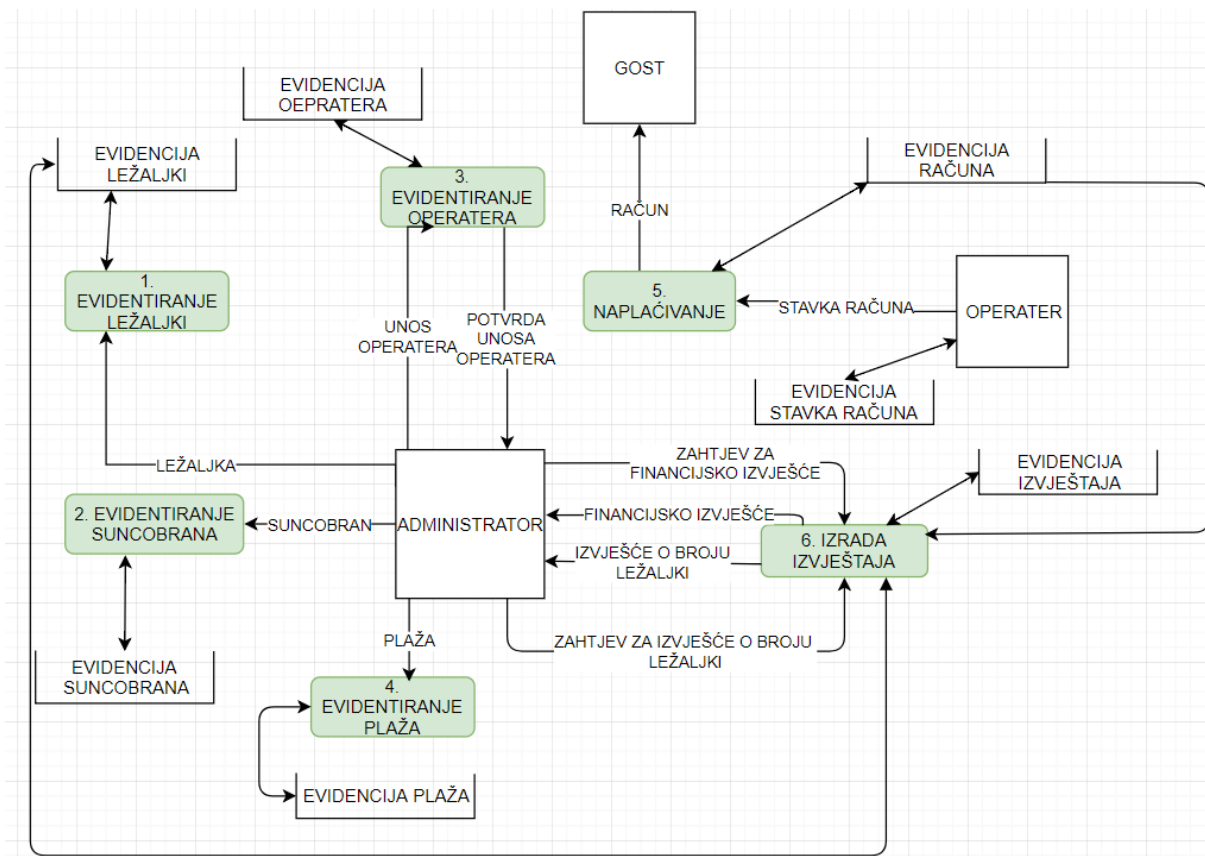 GOST
EVIDENCIJA
OEPRATERA
EVIDENCIJA
LEŽALJKI
EVIDENCIJA
RAČUNA
3.
EVIDENTIRANJE
OPERATERA
RAČUN
1.
EVIDENTIRANJE
LEŽALJKI
5.
NAPLAĆIVANJE
STAVKA RAČUNA
OPERATER
UNOS
OPERATERA
POTVRDA
UNOSA
OPERATERA
EVIDENCIJA
STAVKA RAČUNA
LEŽALJKA
ZAHTJEV ZA
FINANCIJSKO IZVJEŠĆE
EVIDENCIJA
IZVJEŠTAJA
2. EVIDENTIRANJE
SUNCOBRANA
SUNCOBRAN
ADMINISTRATOR
FINANCIJSKO IZVJEŠĆE
6. IZRADA
IZVJEŠTAJA
IZVJEŠĆE O BROJU
LEŽALJKI
PLAŽA
ZAHTJEV ZA IZVJEŠĆE O BROJU
LEŽALJKI
EVIDENCIJA
SUNCOBRANA
4.
EVIDENTIRANJE
PLAŽA
EVIDENCIJA PLAŽA